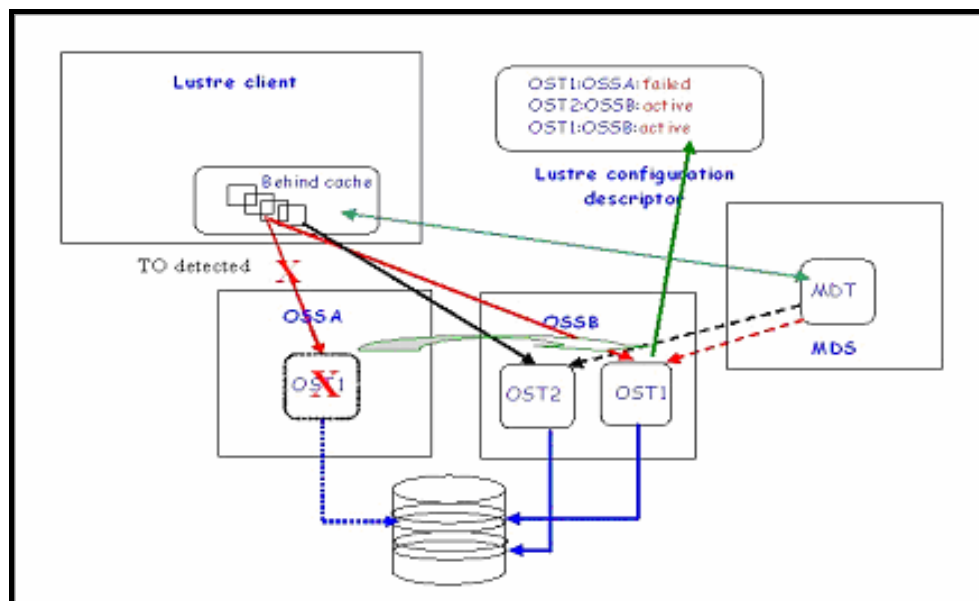 Lustre client
OST1:OSSA:failed
OST2:OSSB:active
OST1:OSSB:active
Behind cache
Lustre configuration
descriptor
TO detected
X
MDT
OSSA
OSSB
MDS
OST1
X
OST2
OST1